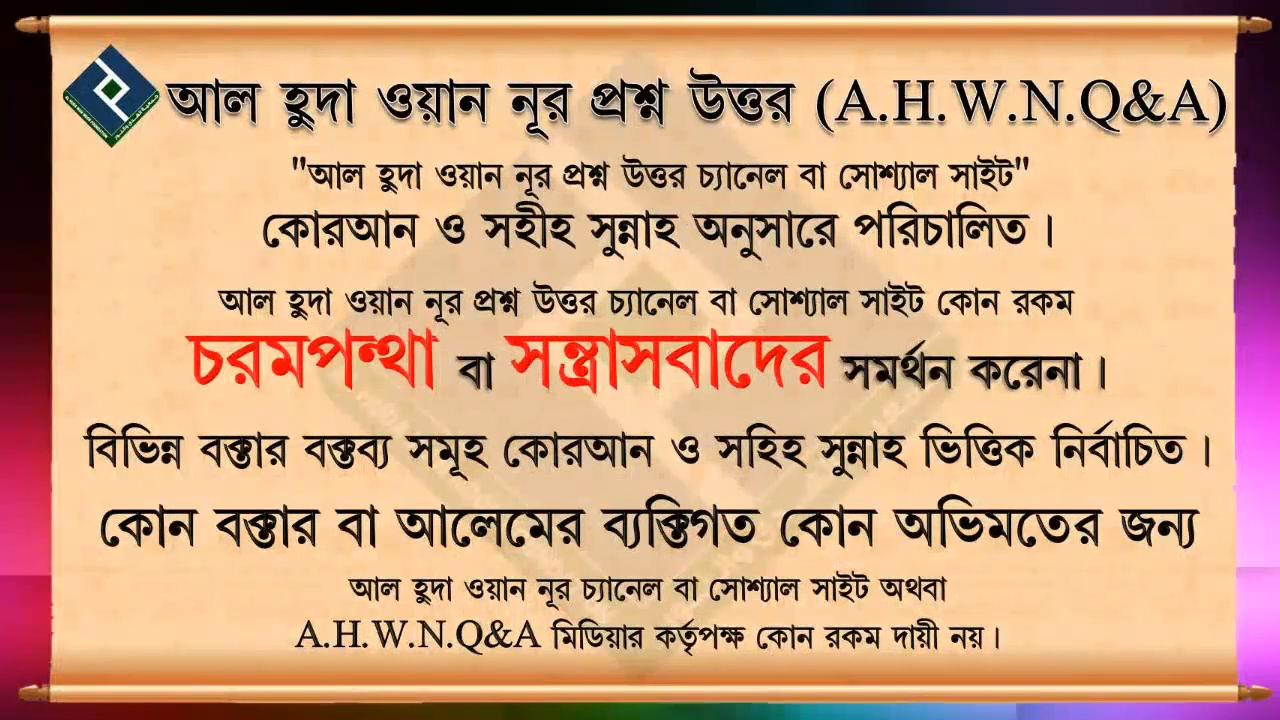 আল হুদা ওয়ান নূর প্রশ্ন উত্তর (A.H.W.N.Q&A)
"আল হুদা ওয়ান নূর প্রশ্ন উত্তর চ্যানেল বা সোশ্যাল সাইট"
কোরআন ও সহীহ সুন্নাহ অনুসারে পরিচালিত।
আল হুদা ওয়ান নূর প্রশ্ন উত্তর চ্যানেল বা সোশ্যাল সাইট কোন রকম
চরমপন্থা বা সন্ত্রাসবাদের সমর্থন করেনা।
বিভিন্ন বক্তার বক্তব্য সমূহ কোরআন ও সহিহ সুন্নাহ ভিত্তিক নির্বাচিত।
কোন বক্তার বা আলেমের ব্যক্তিগত কোন অভিমতের জন্য
আল হুদা ওয়ান নূর চ্যানেল বা সোশ্যাল সাইট অথবা
A.H.W.N.Q&A মিডিয়ার কর্তৃপক্ষ কোন রকম দায়ী নয়।